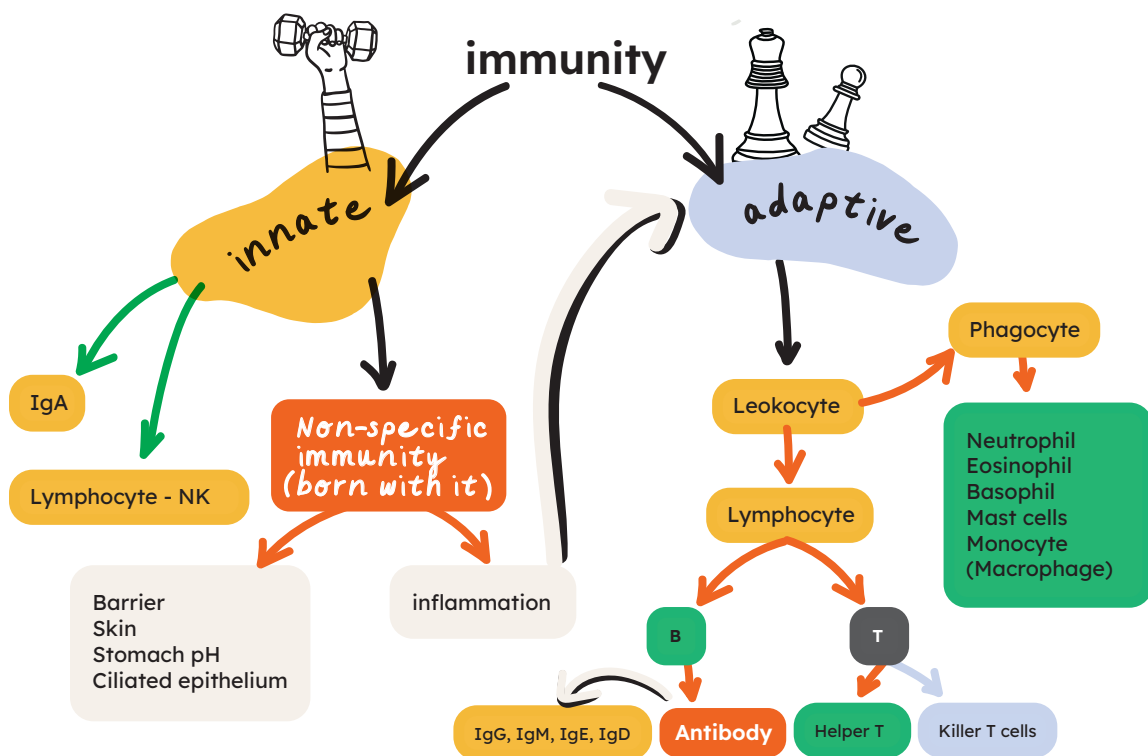 immunity
innate
adaptive
IgA
Lymphocyte - NK
Non-specific
immunity
(born with it)
Barrier
Skin
Stomach pH
Ciliated epithelium
inflammation
Leokocyte
Phagocyte
Neutrophil
Eosinophil
Basophil
Mast cells
Monocyte
(Macrophage)
Lymphocyte
B
T
IgG, IgM, IgE, IgD
Antibody
Helper T
Killer T cells